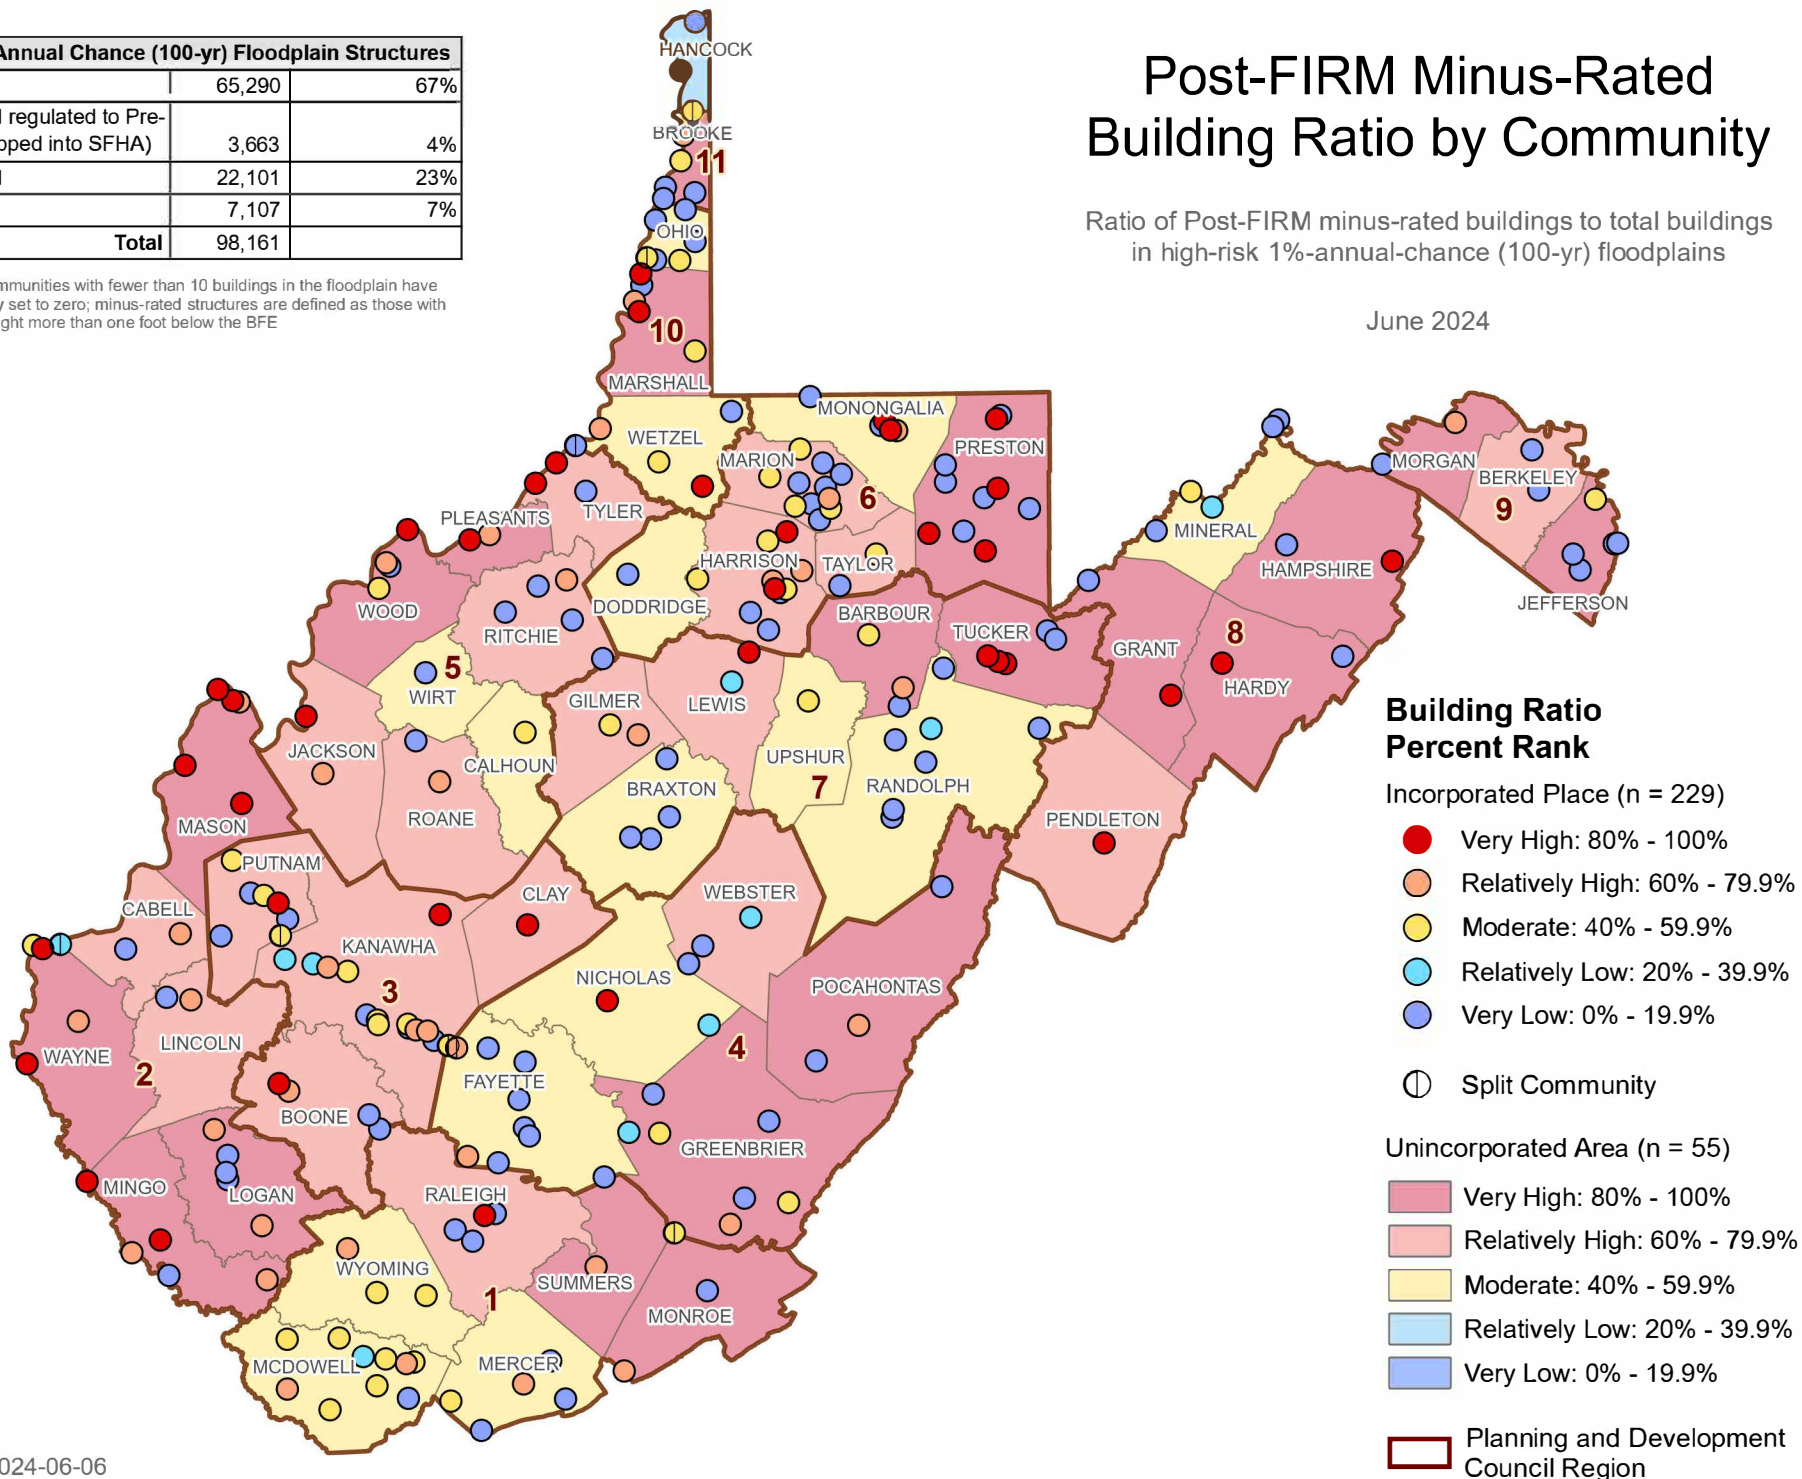 Annual Chance (100-yr) Floodplain Structures
65,290 67%
regulated to Pre-
pped into SFHA) 3,663 4%
22,101 23%
7,107 7%
Total 98,161
mmunities with fewer than 10 buildings in the floodplain have
y set to zero; minus-rated structures are defined as those with
ght more than one foot below the BFE
Post-FIRM Minus-Rated
Building Ratio by Community
Ratio of Post-FIRM minus-rated buildings to total buildings
in high-risk 1%-annual-chance (100-yr) floodplains
June 2024
HANCOCK
BROOKE
11
OHIO
10
MARSHALL
MONONGALIA
WETZEL
PRESTON
MARION
MORGAN
BERKELEY
6
9
TYLER
PLEASANTS
MINERAL
HARRISON
TAYLOR
HAMPSHIRE
JEFFERSON
WOOD
DODDRIDGE
BARBOUR
RITCHIE
TUCKER
8
GRANT
5
WIRT
HARDY
GILMER
LEWIS
JACKSON
CALHOUN
UPSHUR
BRAXTON
7
RANDOLPH
ROANE
MASON
PENDLETON
PUTNAM
CLAY
WEBSTER
CABELL
KANAWHA
NICHOLAS
POCAHONTAS
3
LINCOLN
WAYNE
2
4
FAYETTE
BOONE
GREENBRIER
MINGO
LOGAN
RALEIGH
WYOMING
SUMMERS
1
MONROE
MCDOWELL
MERCER
Building Ratio
Percent Rank
Incorporated Place (n = 229)
Very High: 80% - 100%
Relatively High: 60% - 79.9%
Moderate: 40% - 59.9%
Relatively Low: 20% - 39.9%
Very Low: 0% - 19.9%
Split Community
Unincorporated Area (n = 55)
Very High: 80% - 100%
Relatively High: 60% - 79.9%
Moderate: 40% - 59.9%
Relatively Low: 20% - 39.9%
Very Low: 0% - 19.9%
Planning and Development
Council Region
024-06-06